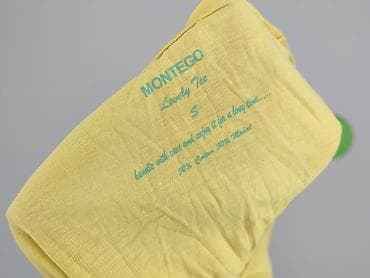 MONTEGO
Lovely Tee
S
handle with care and enjoy it for a long time.....
50% Cotton 50% Modal